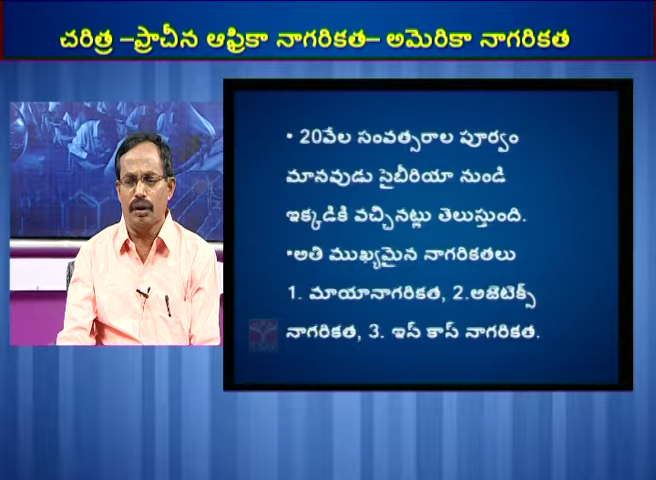 చరిత్ర –ప్రాచీన ఆఫ్రికా నాగరికత– అమెరికా నాగరికత
• 20వేల సంవత్సరాల పూర్వం
మానవుడు సైబీరియా నుండి
ఇక్కడికి వచ్చినట్లు తెలుస్తుంది.
•అతి ముఖ్యమైన నాగరికతలు
1. మాయానాగరికత, 2.అజెటెక్స్
నాగరికత, 3. ఇస్ కాస్ నాగరికత.